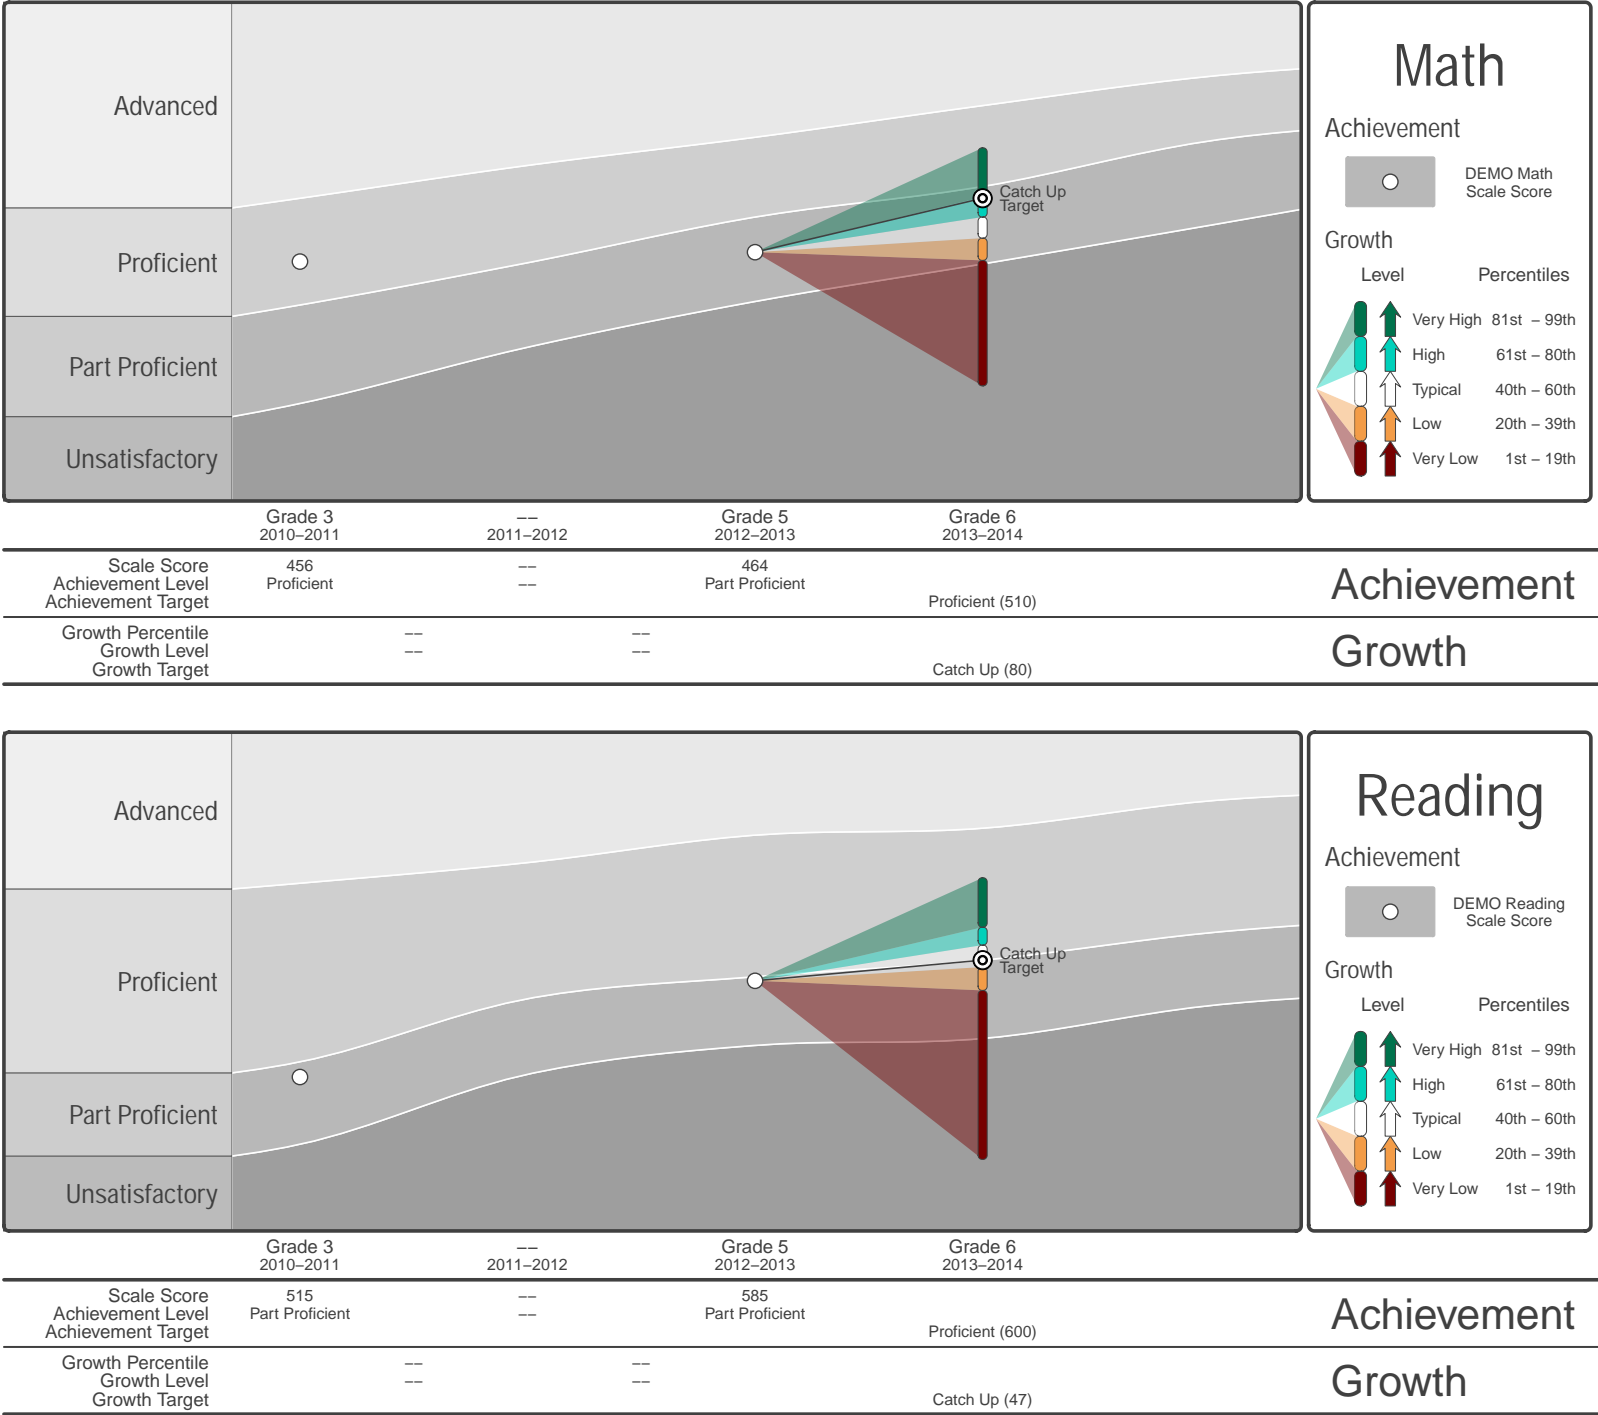 Advanced
Proficient
Part Proficient
Unsatisfactory
Catch Up
Target
Math
Achievement
DEMO Math
Scale Score
Growth
Level Percentiles
Very High 81st – 99th
High 61st – 80th
Typical 40th – 60th
Low 20th – 39th
Very Low 1st – 19th
Grade 3 –– Grade 5 Grade 6
2010–2011 2011–2012 2012–2013 2013–2014
Scale Score 456 –– 464
Achievement Level Proficient –– Part Proficient
Achievement Target Proficient (510)
Achievement
Growth Percentile –– ––
Growth Level –– ––
Growth Target Catch Up (80)
Growth
Advanced
Proficient
Part Proficient
Unsatisfactory
Catch Up
Target
Reading
Achievement
DEMO Reading
Scale Score
Growth
Level Percentiles
Very High 81st – 99th
High 61st – 80th
Typical 40th – 60th
Low 20th – 39th
Very Low 1st – 19th
Grade 3 –– Grade 5 Grade 6
2010–2011 2011–2012 2012–2013 2013–2014
Scale Score 515 –– 585
Achievement Level Part Proficient –– Part Proficient
Achievement Target Proficient (600)
Achievement
Growth Percentile –– ––
Growth Level –– ––
Growth Target Catch Up (47)
Growth